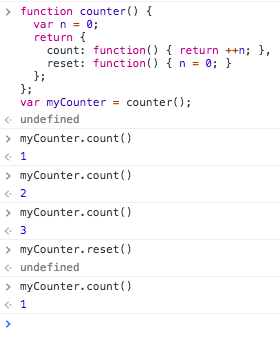 function counter() {
  var n = 0;
  return {
    count: function() { return ++n; },
    reset: function() { n = 0; }
  };
};
var myCounter = counter();
undefined
myCounter.count()
1
myCounter.count()
2
myCounter.count()
3
myCounter.reset()
undefined
myCounter.count()
1